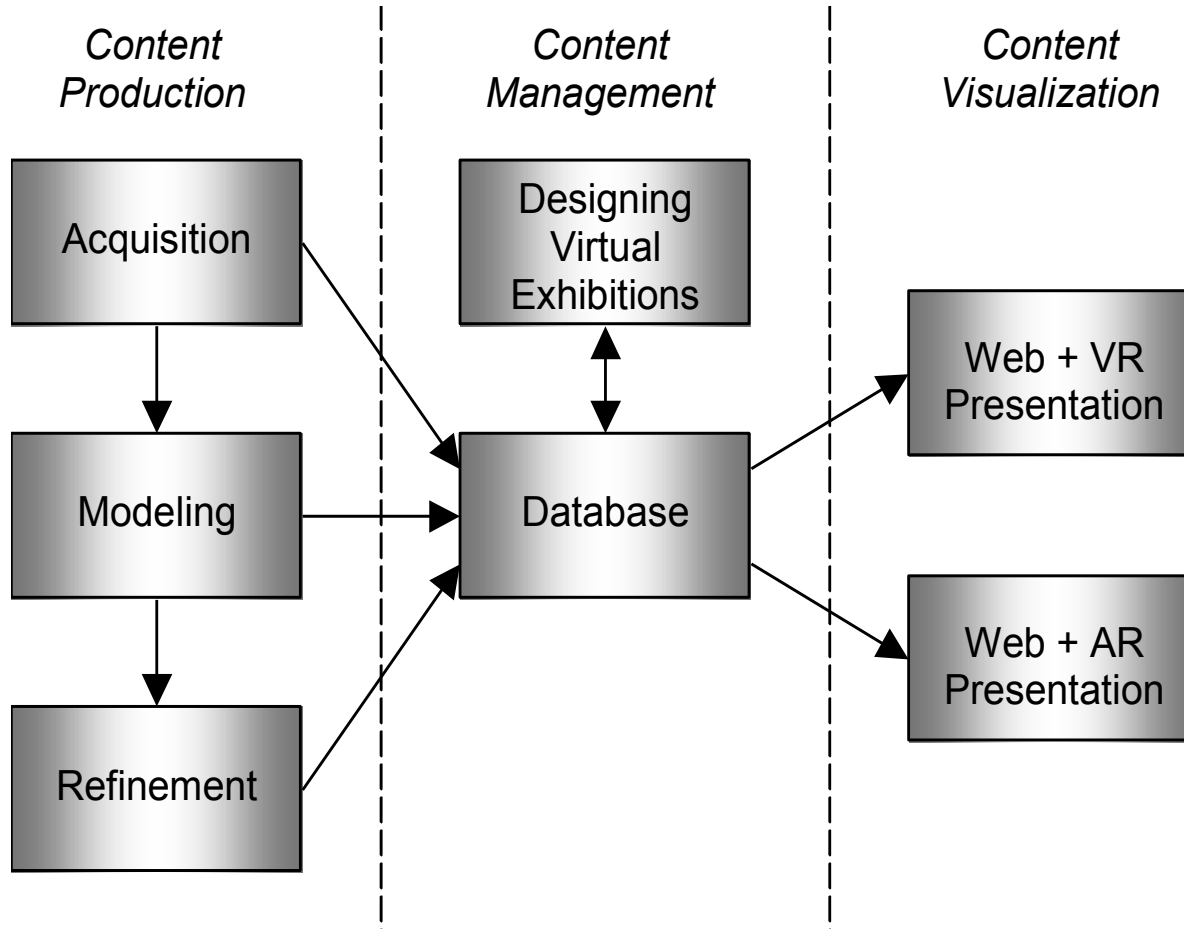 Content
Production
Content
Management
Content
Visualization
Acquisition
Designing
Virtual
Exhibitions
Web + VR
Presentation
Modeling
Database
Web + AR
Presentation
Refinement